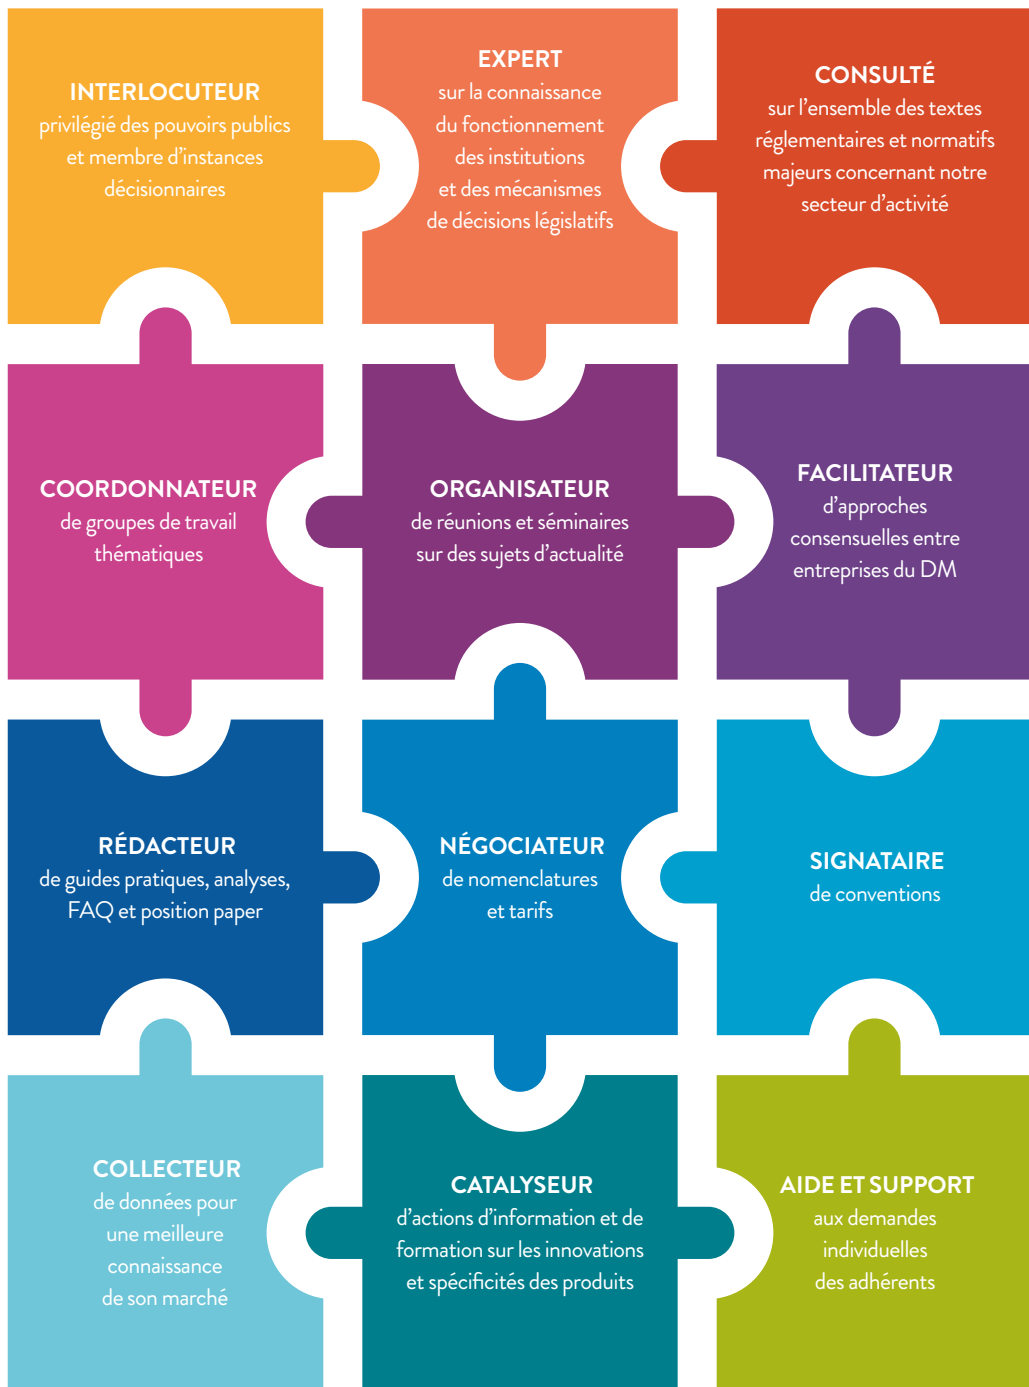 INTERLOCUTEUR
privilégié des pouvoirs publics
et membre d’instances
décisionnaires
EXPERT
sur la connaissance
du fonctionnement
des institutions
et des mécanismes
de décisions législatifs
CONSULTÉ
sur l’ensemble des textes
réglementaires et normatifs
majeurs concernant notre
secteur d’activité
COORDONNATEUR
de groupes de travail
thématiques
ORGANISATEUR
de réunions et séminaires
sur des sujets d’actualité
FACILITATEUR
d’approches
consensuelles entre
entreprises du DM
RÉDACTEUR
de guides pratiques, analyses,
FAQ et position paper
NÉGOCIATEUR
de nomenclatures
et tarifs
SIGNATAIRE
de conventions
COLLECTEUR
de données pour
une meilleure
connaissance
de son marché
CATALYSEUR
d’actions d’information et de
formation sur les innovations
et spécificités des produits
AIDE ET SUPPORT
aux demandes
individuelles
des adhérents